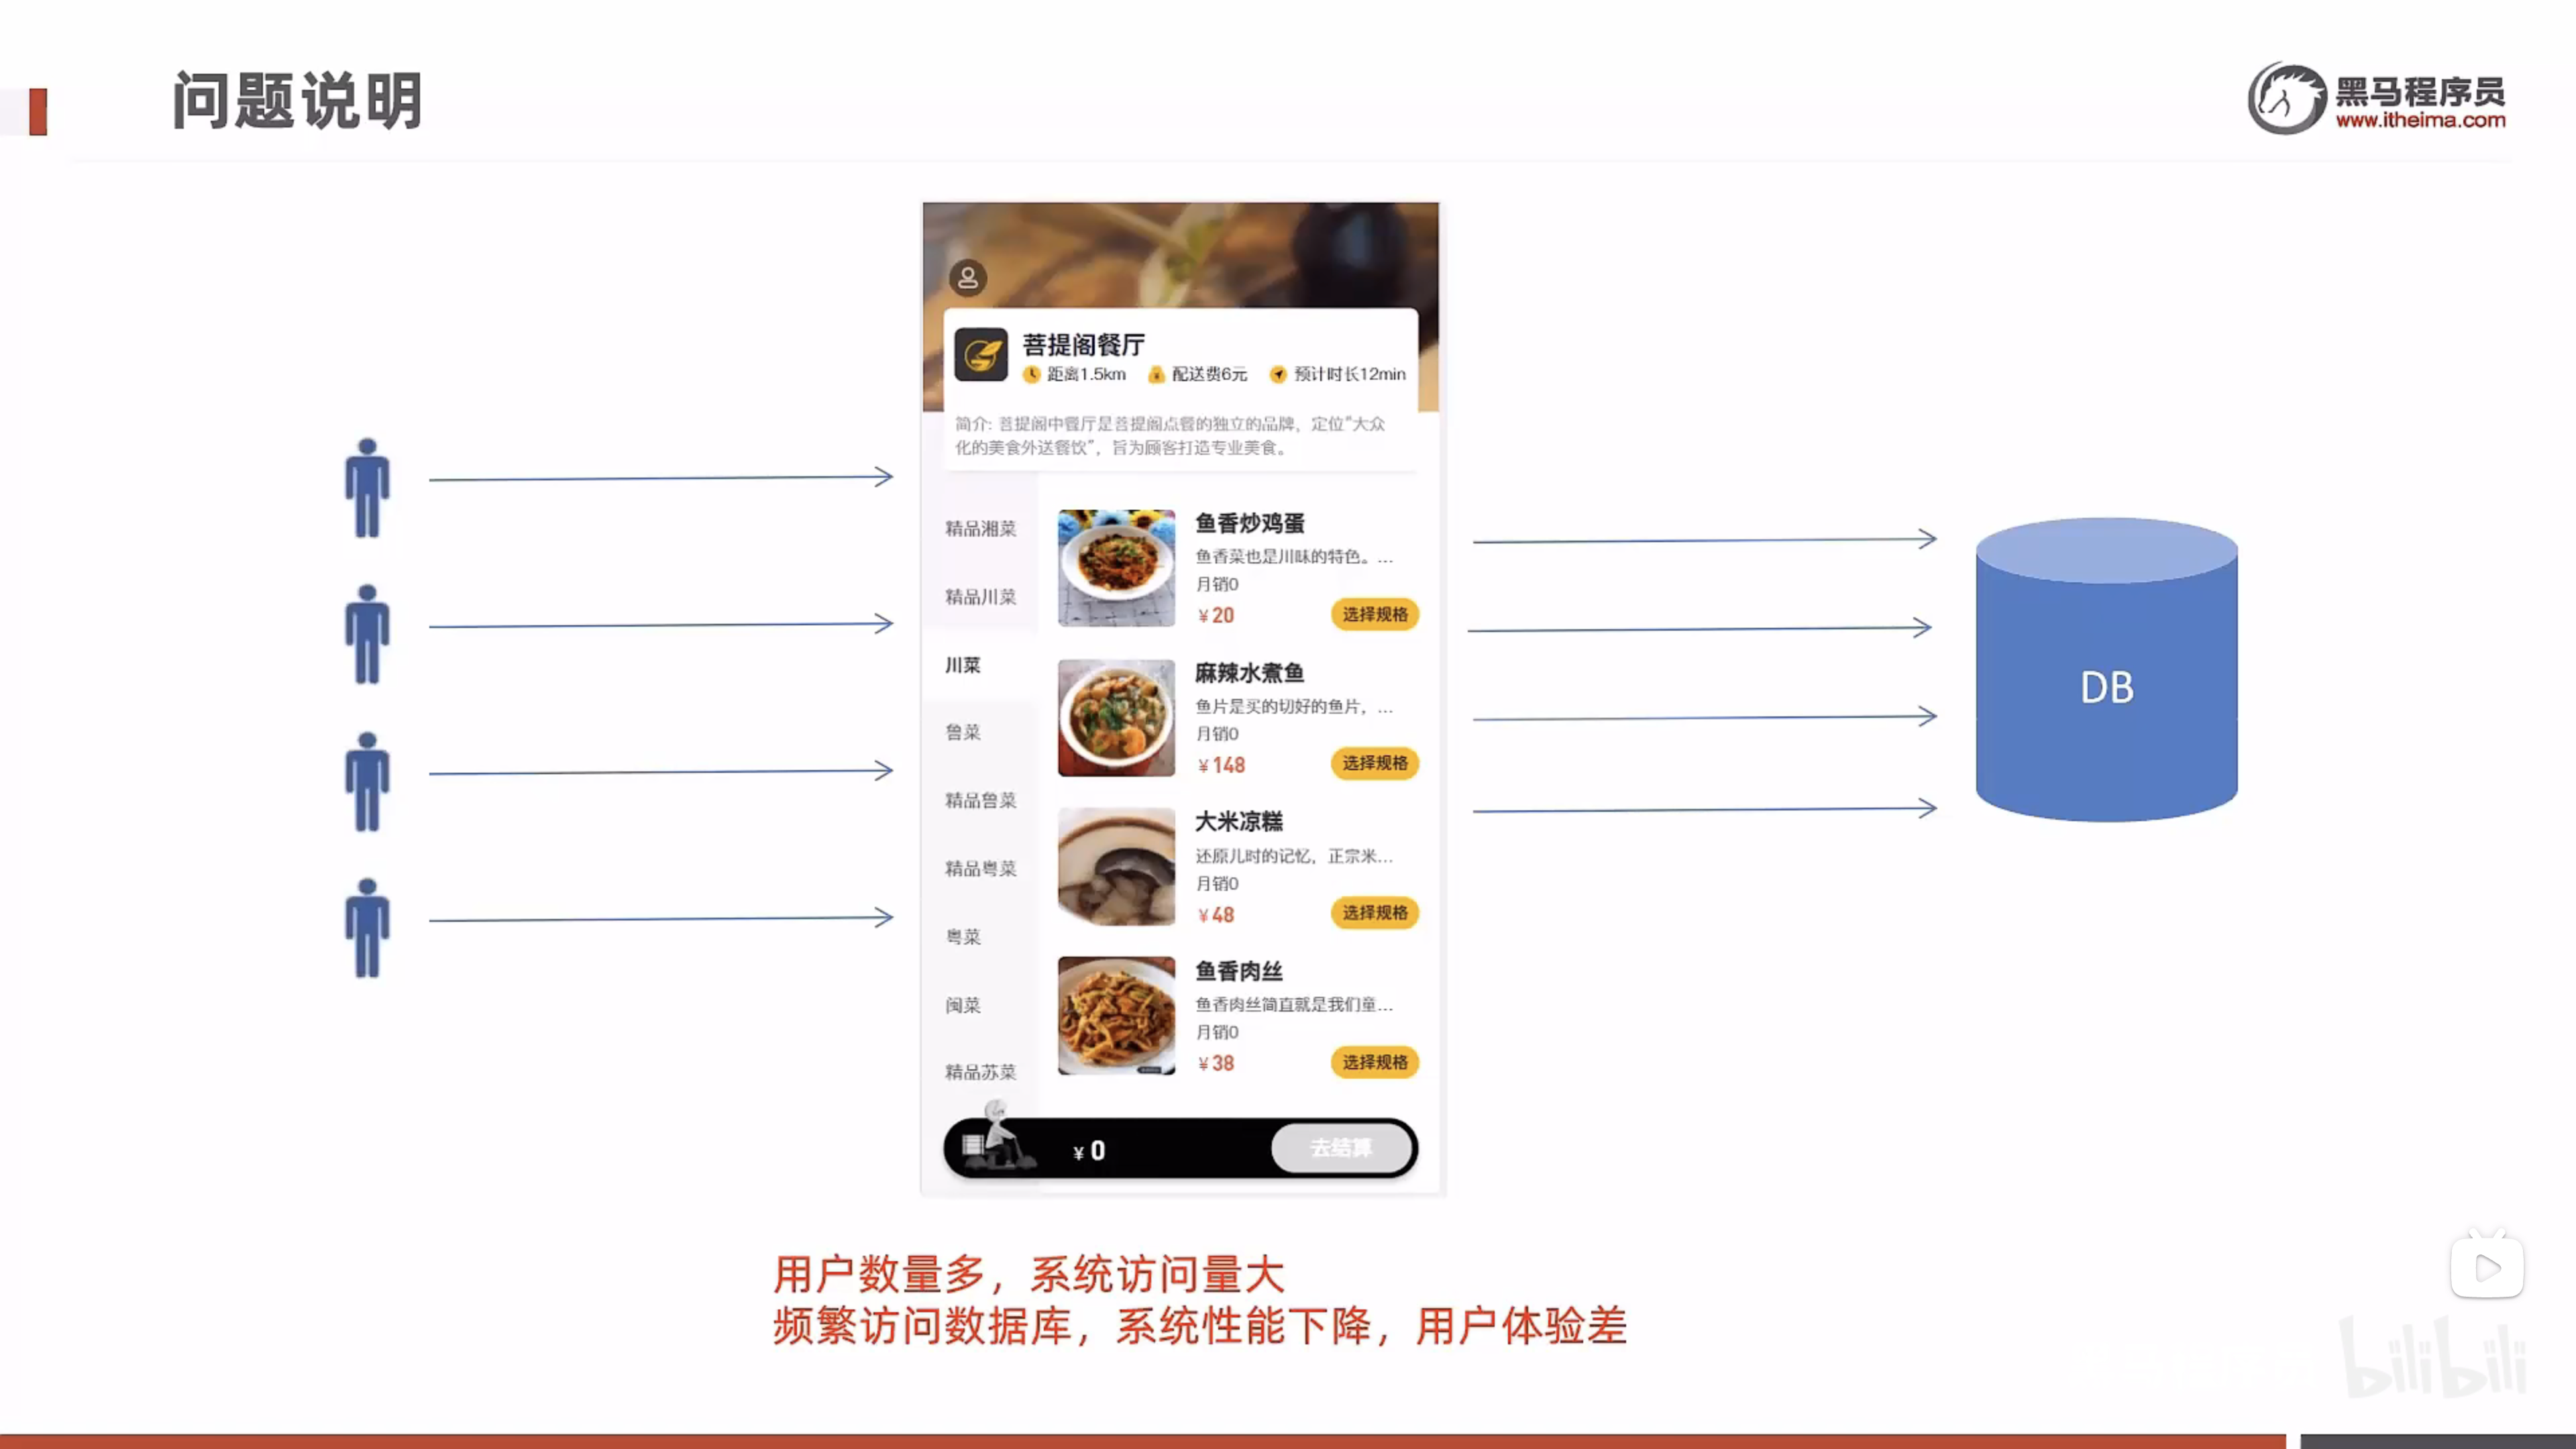 问题说明
黑马程序员
www.itheima.com
菩提阁餐厅
距离1.5km 配送费6元 预计时长12min
简介: 菩提阁中餐厅是菩提阁点餐的独立的品牌，定位“大众
化的美食外送餐饮”，旨为顾客打造专业美食。
精品湘菜
精品川菜
川菜
鲁菜
精品鲁菜
精品粤菜
粤菜
闽菜
精品苏菜
鱼香炒鸡蛋
鱼香菜也是川味的特色。...
月销0
¥20 选择规格
麻辣水煮鱼
鱼片是买的切好的鱼片，...
月销0
¥148 选择规格
大米凉糕
还原儿时的记忆，正宗米...
月销0
¥48 选择规格
鱼香肉丝
鱼香肉丝简直就是我们童...
月销0
¥38 选择规格
¥0 去结算
DB
用户数量多，系统访问量大
频繁访问数据库，系统性能下降，用户体验差
bilibili